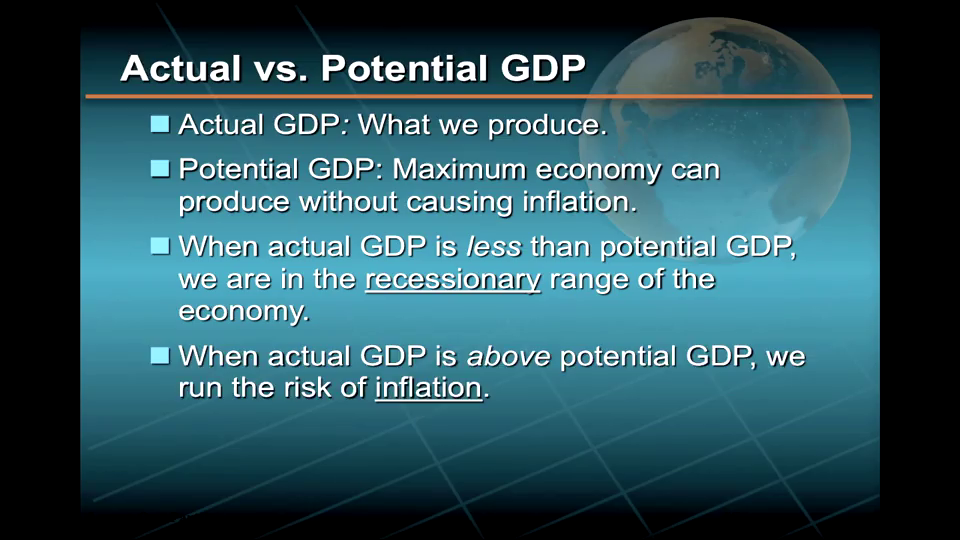 Actual vs. Potential GDP
Actual GDP: What we produce.
Potential GDP: Maximum economy can
produce without causing inflation.
When actual GDP is less than potential GDP,
we are in the recessionary range of the
economy.
When actual GDP is above potential GDP, we
run the risk of inflation.